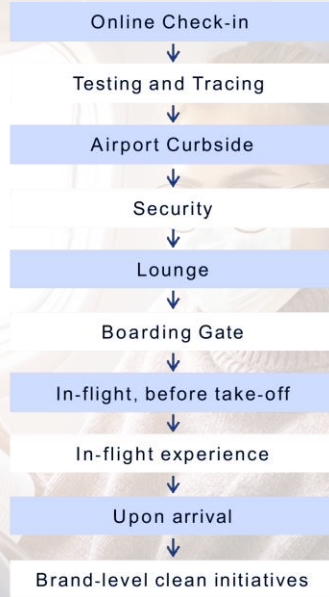 Online Check-in
Testing and Tracing
Airport Curbside
Security
Lounge
Boarding Gate
In-flight, before take-off
In-flight experience
Upon arrival
Brand-level clean initiatives